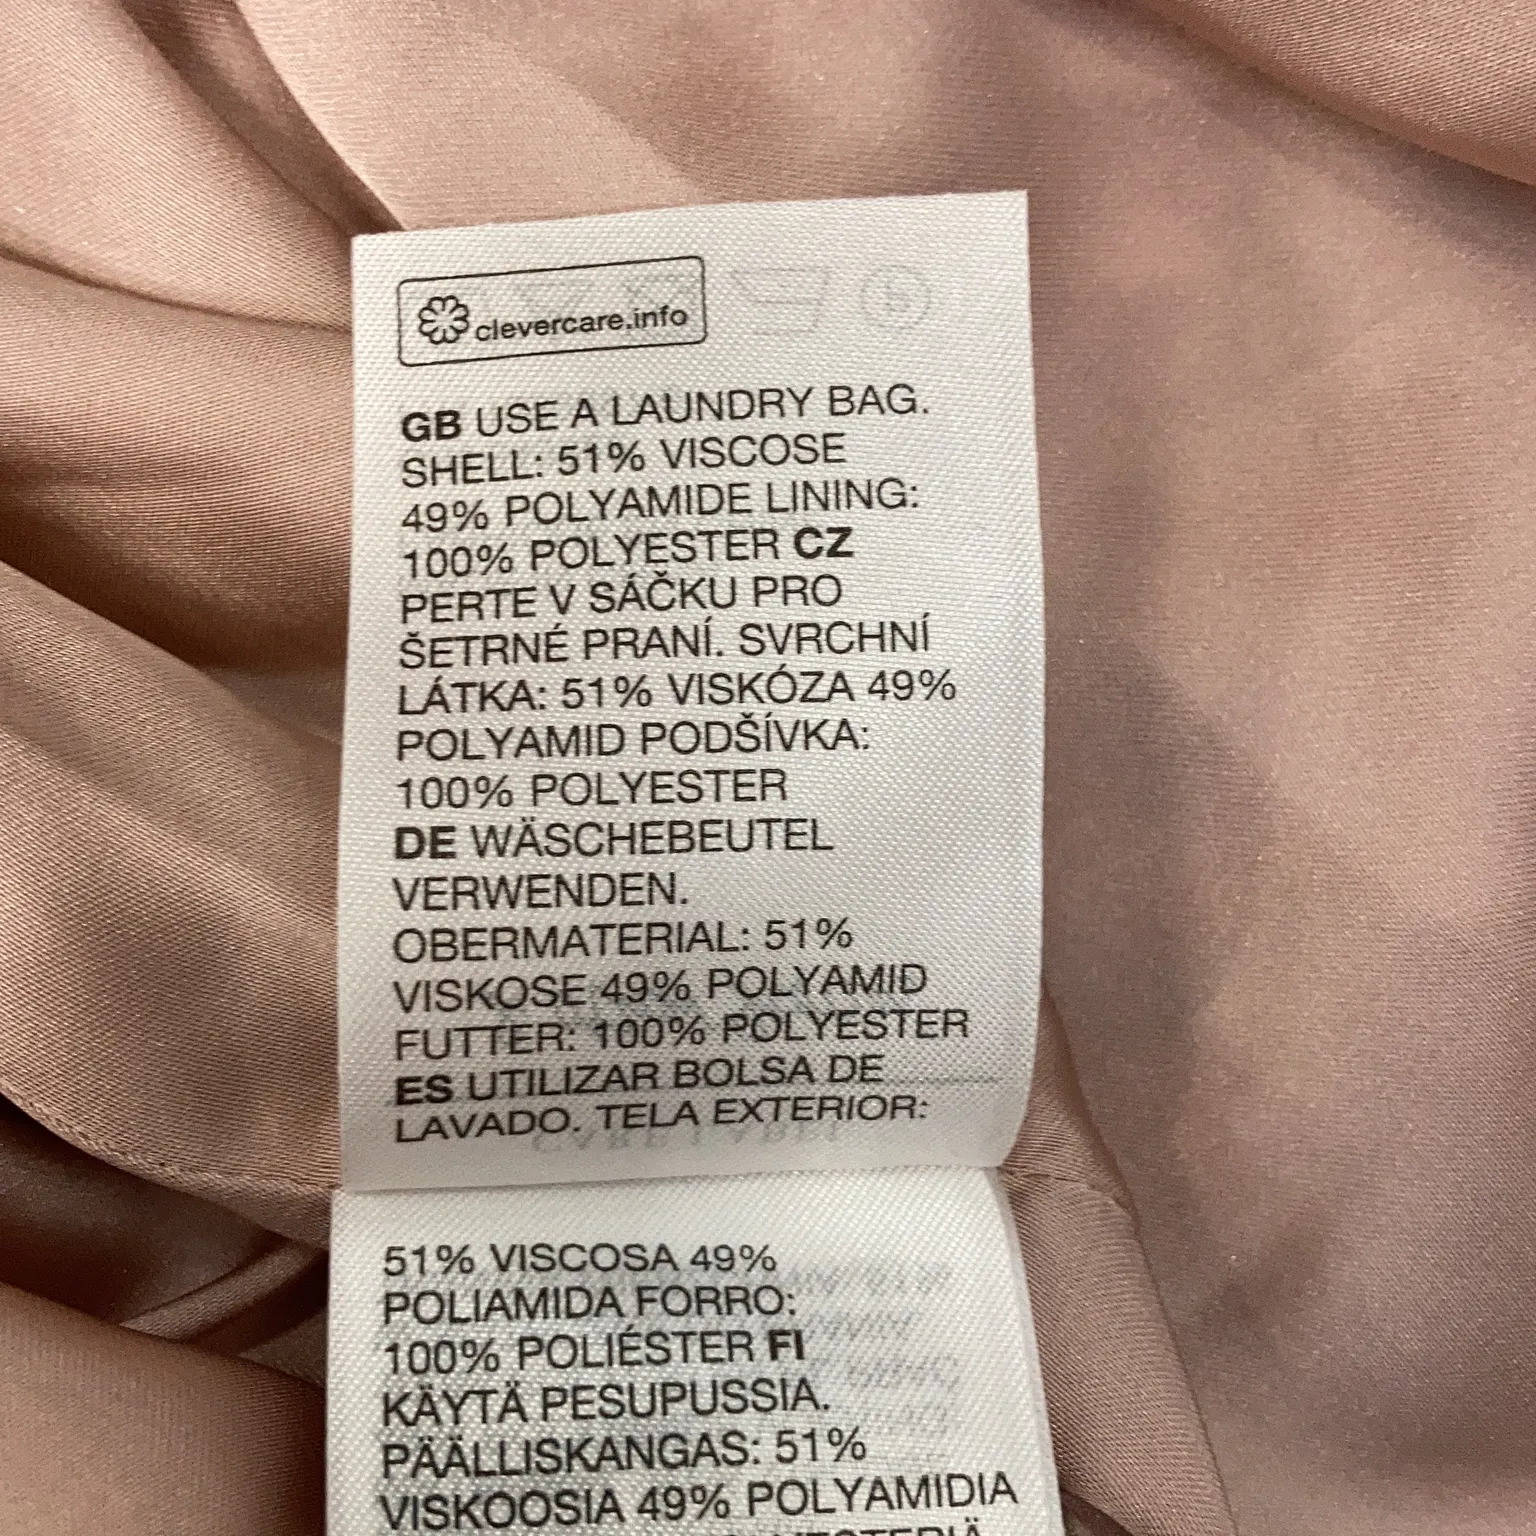 clevercare.info
GB USE A LAUNDRY BAG.
SHELL: 51% VISCOSE
49% POLYAMIDE LINING:
100% POLYESTER CZ
PERTE V SÁČKU PRO
ŠETRNÉ PRANÍ. SVRCHNÍ
LÁTKA: 51% VISKÓZA 49%
POLYAMID PODŠÍVKA:
100% POLYESTER
DE WÄSCHEBEUTEL
VERWENDEN.
OBERMATERIAL: 51%
VISKOSE 49% POLYAMID
FUTTER: 100% POLYESTER
ES UTILIZAR BOLSA DE
LAVADO. TELA EXTERIOR:
51% VISCOSA 49%
POLIAMIDA FORRO:
100% POLIÉSTER FI
KÄYTÄ PESUPUSSIA.
PÄÄLLISKANGAS: 51%
VISKOOSIA 49% POLYAMIDIA